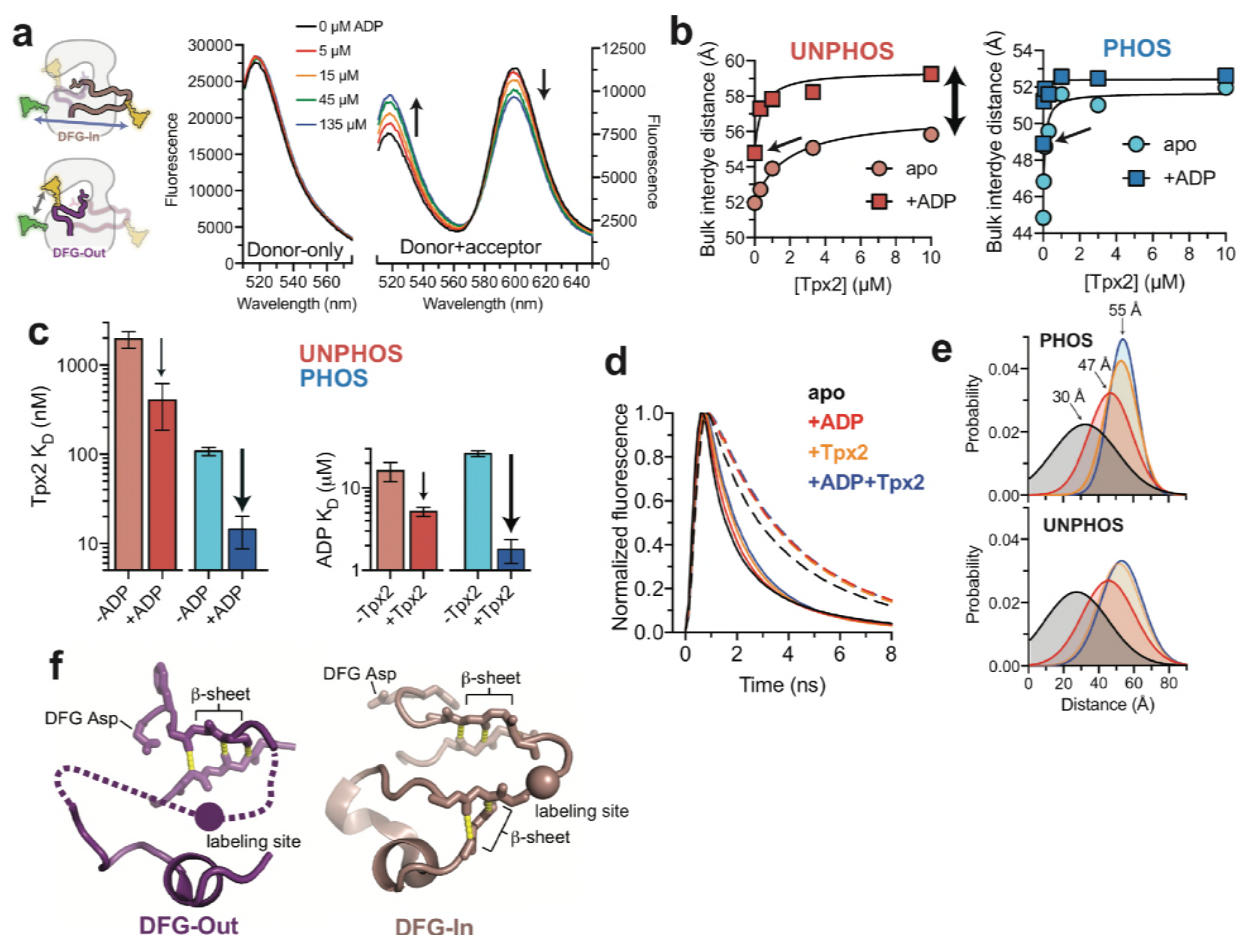 a
DFG-In
DFG-Out
30000
25000
20000
15000
10000
5000
0
Fluorescence
0 µM ADP
5 µM
15 µM
45 µM
135 µM
12500
10000
7500
5000
2500
0
Fluorescence
Donor-only
Donor+acceptor
520 540 560
520 540 560 580 600 620 640
Wavelength (nm)
Wavelength (nm)
b
UNPHOS
Bulk interdye distance (Å)
60
58
56
54
52
50
apo
+ADP
0 2 4 6 8 10
[Tpx2] (µM)
PHOS
Bulk interdye distance (Å)
54
52
50
48
46
44
apo
+ADP
0 2 4 6 8 10
[Tpx2] (µM)
c
Tpx2 KD (nM)
1000
100
10
-ADP
+ADP
-ADP
+ADP
UNPHOS
PHOS
ADP KD (µM)
10
1
-Tpx2
+Tpx2
-Tpx2
+Tpx2
d
Normalized fluorescence
1.0
0.8
0.6
0.4
0.2
0.0
apo
+ADP
+Tpx2
+ADP+Tpx2
0 2 4 6 8
Time (ns)
e
PHOS
55 Å
47 Å
30 Å
Probability
0.04
0.02
0.00
UNPHOS
Probability
0.04
0.02
0.00
0 20 40 60 80
Distance (Å)
f
DFG Asp
β-sheet
labeling site
DFG-Out
DFG Asp
β-sheet
labeling site
β-sheet
DFG-In